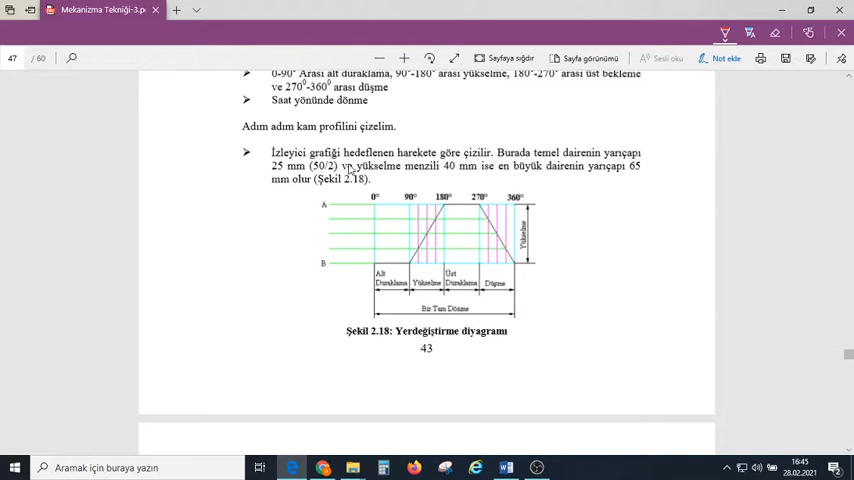 Mekanizma Tekniği-3.p
47 / 60
Sayfaya sığdır
Sayfa görünümü
Sesli oku
Not ekle
0-90° Arası alt duraklama, 90°-180° arası yükselme, 180°-270° arası üst bekleme
ve 270⁰-360⁰ arası düşme
Saat yönünde dönme
Adım adım kam profilini çizelim.
İzleyici grafiği hedeflenen harekete göre çizilir. Burada temel dairenin yarıçapı
25 mm (50/2) ve yükselme menzili 40 mm ise en büyük dairenin yarıçapı 65
mm olur (Şekil 2.18).
0° 90° 180° 270° 360°
A
B
Yükselme
Alt Duraklama
Yükselme
Üst Duraklama
Düşme
Bir Tam Dönme
Şekil 2.18: Yerdeğiştirme diyagramı
43
Aramak için buraya yazın
16:45
28.02.2021
2